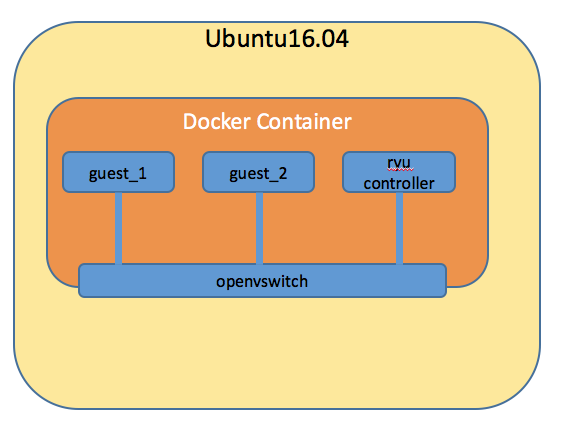 Ubuntu16.04
Docker Container
guest_1
guest_2
ryu
controller
openvswitch